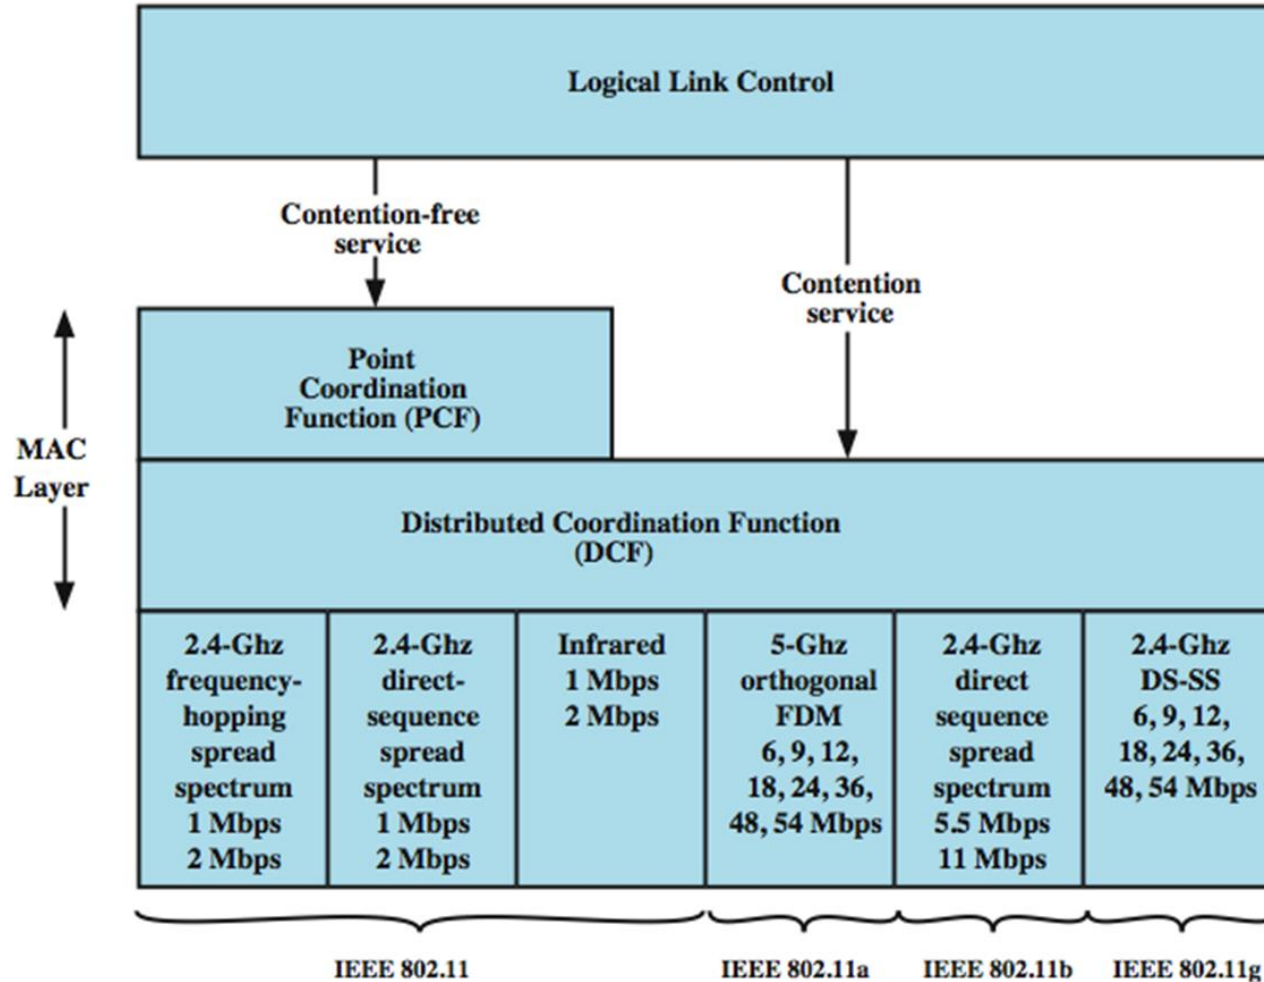 Logical Link Control
Contention-free
service
Contention
service
Point
Coordination
Function (PCF)
MAC
Layer
Distributed Coordination Function
(DCF)
2.4-Ghz
frequency-
hopping
spread
spectrum
1 Mbps
2 Mbps
2.4-Ghz
direct-
sequence
spread
spectrum
1 Mbps
2 Mbps
Infrared
1 Mbps
2 Mbps
5-Ghz
orthogonal
FDM
6, 9, 12,
18, 24, 36,
48, 54 Mbps
2.4-Ghz
direct
sequence
spread
spectrum
5.5 Mbps
11 Mbps
2.4-Ghz
DS-SS
6, 9, 12,
18, 24, 36,
48, 54 Mbps
IEEE 802.11
IEEE 802.11a
IEEE 802.11b
IEEE 802.11g